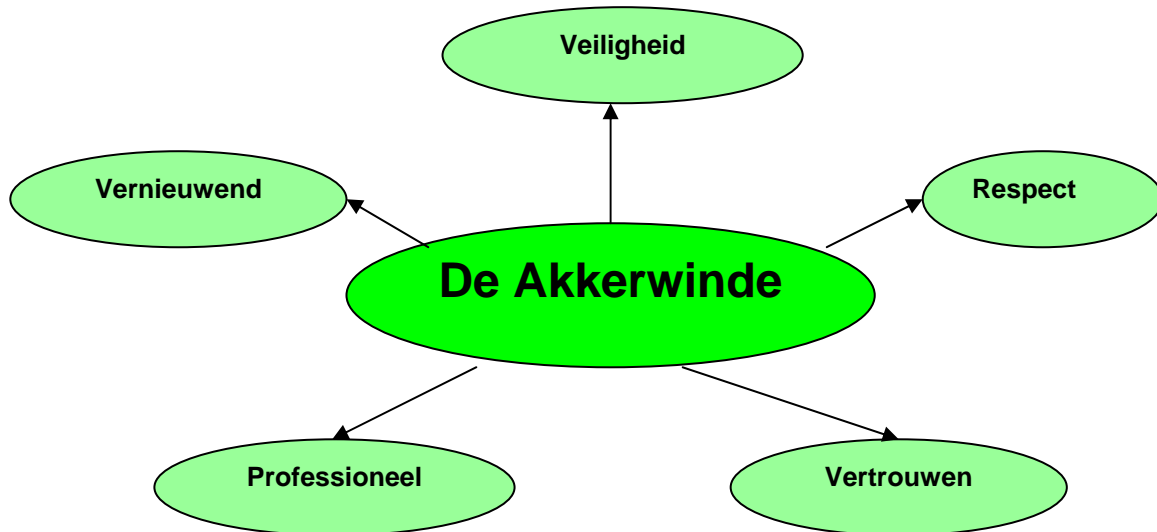 Veiligheid
Vernieuwend
Respect
De Akkerwinde
Professioneel
Vertrouwen